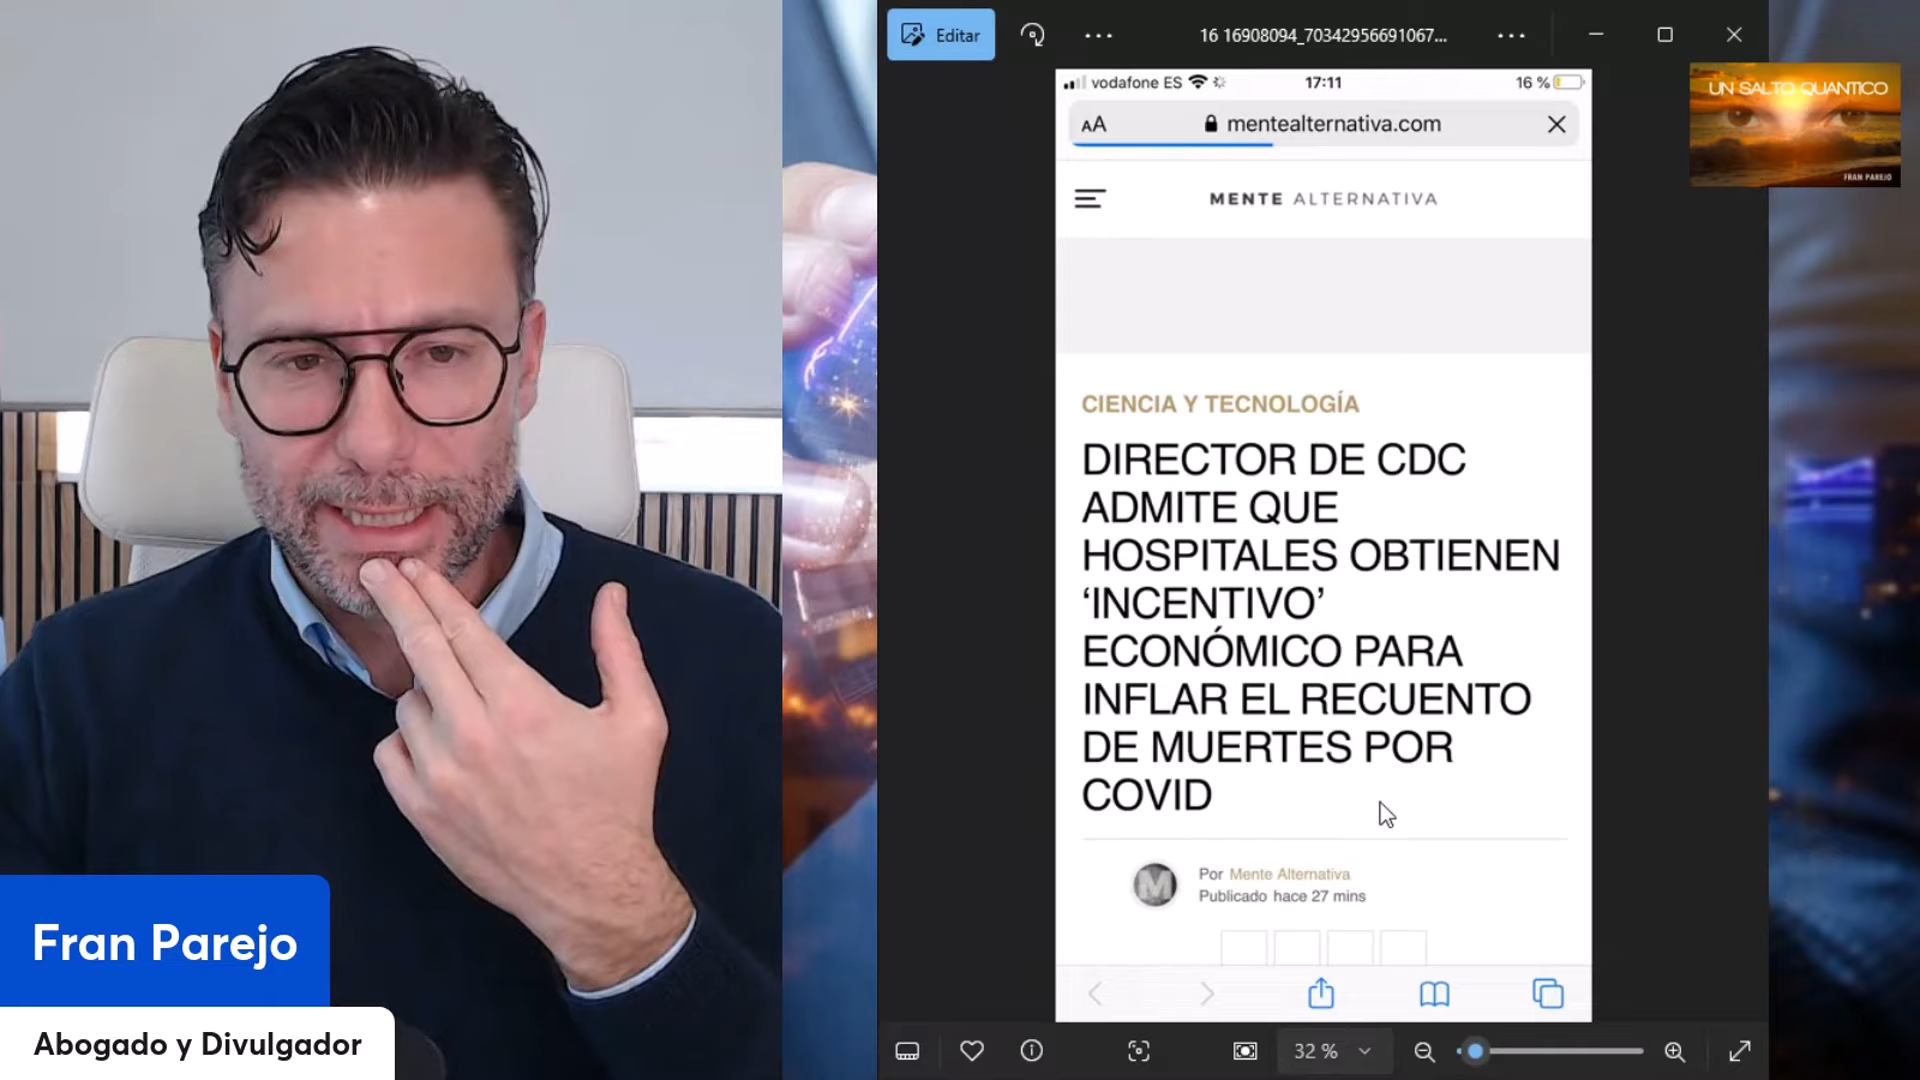 Editar
16 16908094_70342956691067...
vodafone ES
17:11
16 %
AA
mentealternativa.com
UN SALTO QUANTICO
FRAN PAREJO
MENTE ALTERNATIVA
CIENCIA Y TECNOLOGÍA
DIRECTOR DE CDC
ADMITE QUE
HOSPITALES OBTIENEN
‘INCENTIVO’
ECONÓMICO PARA
INFLAR EL RECUENTO
DE MUERTES POR
COVID
M
Por Mente Alternativa
Publicado hace 27 mins
Fran Parejo
Abogado y Divulgador
32 %